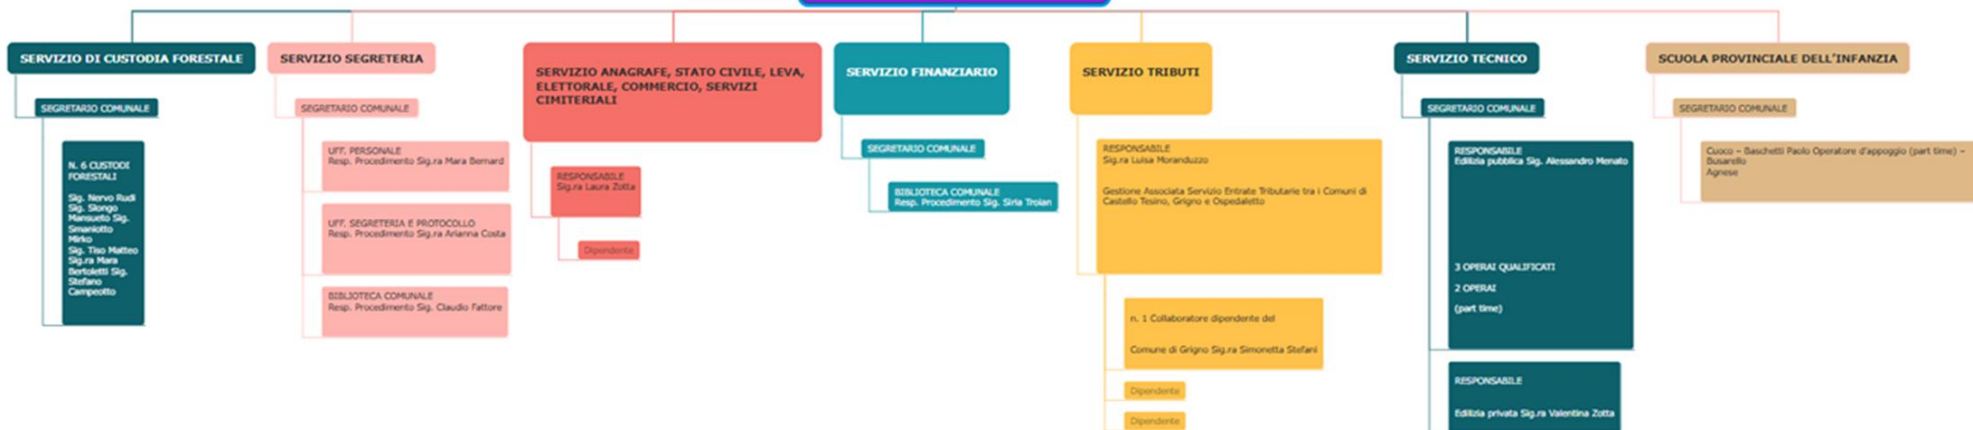 SERVIZIO DI CUSTODIA FORESTALE
SEGRETARIO COMUNALE
N. 6 CUSTODI
FORESTALI
Sig. Nervo Rudi
Sig. Slongo
Mansueto Sig.
Smaniotto
Mirko
Sig. Tiso Matteo
Sig.ra Mara
Bertoletti Sig.
Stefano
Campeotto
SERVIZIO SEGRETERIA
SEGRETARIO COMUNALE
UFF. PERSONALE
Resp. Procedimento Sig.ra Mara Bernard
UFF. SEGRETERIA E PROTOCOLLO
Resp. Procedimento Sig.ra Arianna Costa
BIBLIOTECA COMUNALE
Resp. Procedimento Sig. Claudio Fattore
SERVIZIO ANAGRAFE, STATO CIVILE, LEVA,
ELETTORALE, COMMERCIO, SERVIZI
CIMITERIALI
RESPONSABILE
Sig.ra Laura Zotta
Dipendente
SERVIZIO FINANZIARIO
SEGRETARIO COMUNALE
BIBLIOTECA COMUNALE
Resp. Procedimento Sig. Siria Troian
SERVIZIO TRIBUTI
RESPONSABILE
Sig.ra Luisa Moranduzzo
Gestione Associata Servizio Entrate Tributarie tra i Comuni di
Castello Tesino, Grigno e Ospedaletto
n. 1 Collaboratore dipendente del
Comune di Grigno Sig.ra Simonetta Stefani
Dipendente
Dipendente
SERVIZIO TECNICO
SEGRETARIO COMUNALE
RESPONSABILE
Edilizia pubblica Sig. Alessandro Menato
3 OPERAI QUALIFICATI
2 OPERAI
(part time)
RESPONSABILE
Edilizia privata Sig.ra Valentina Zotta
SCUOLA PROVINCIALE DELL'INFANZIA
SEGRETARIO COMUNALE
Cuoco – Baschetti Paolo Operatore d'appoggio (part time) –
Busarello
Agnese